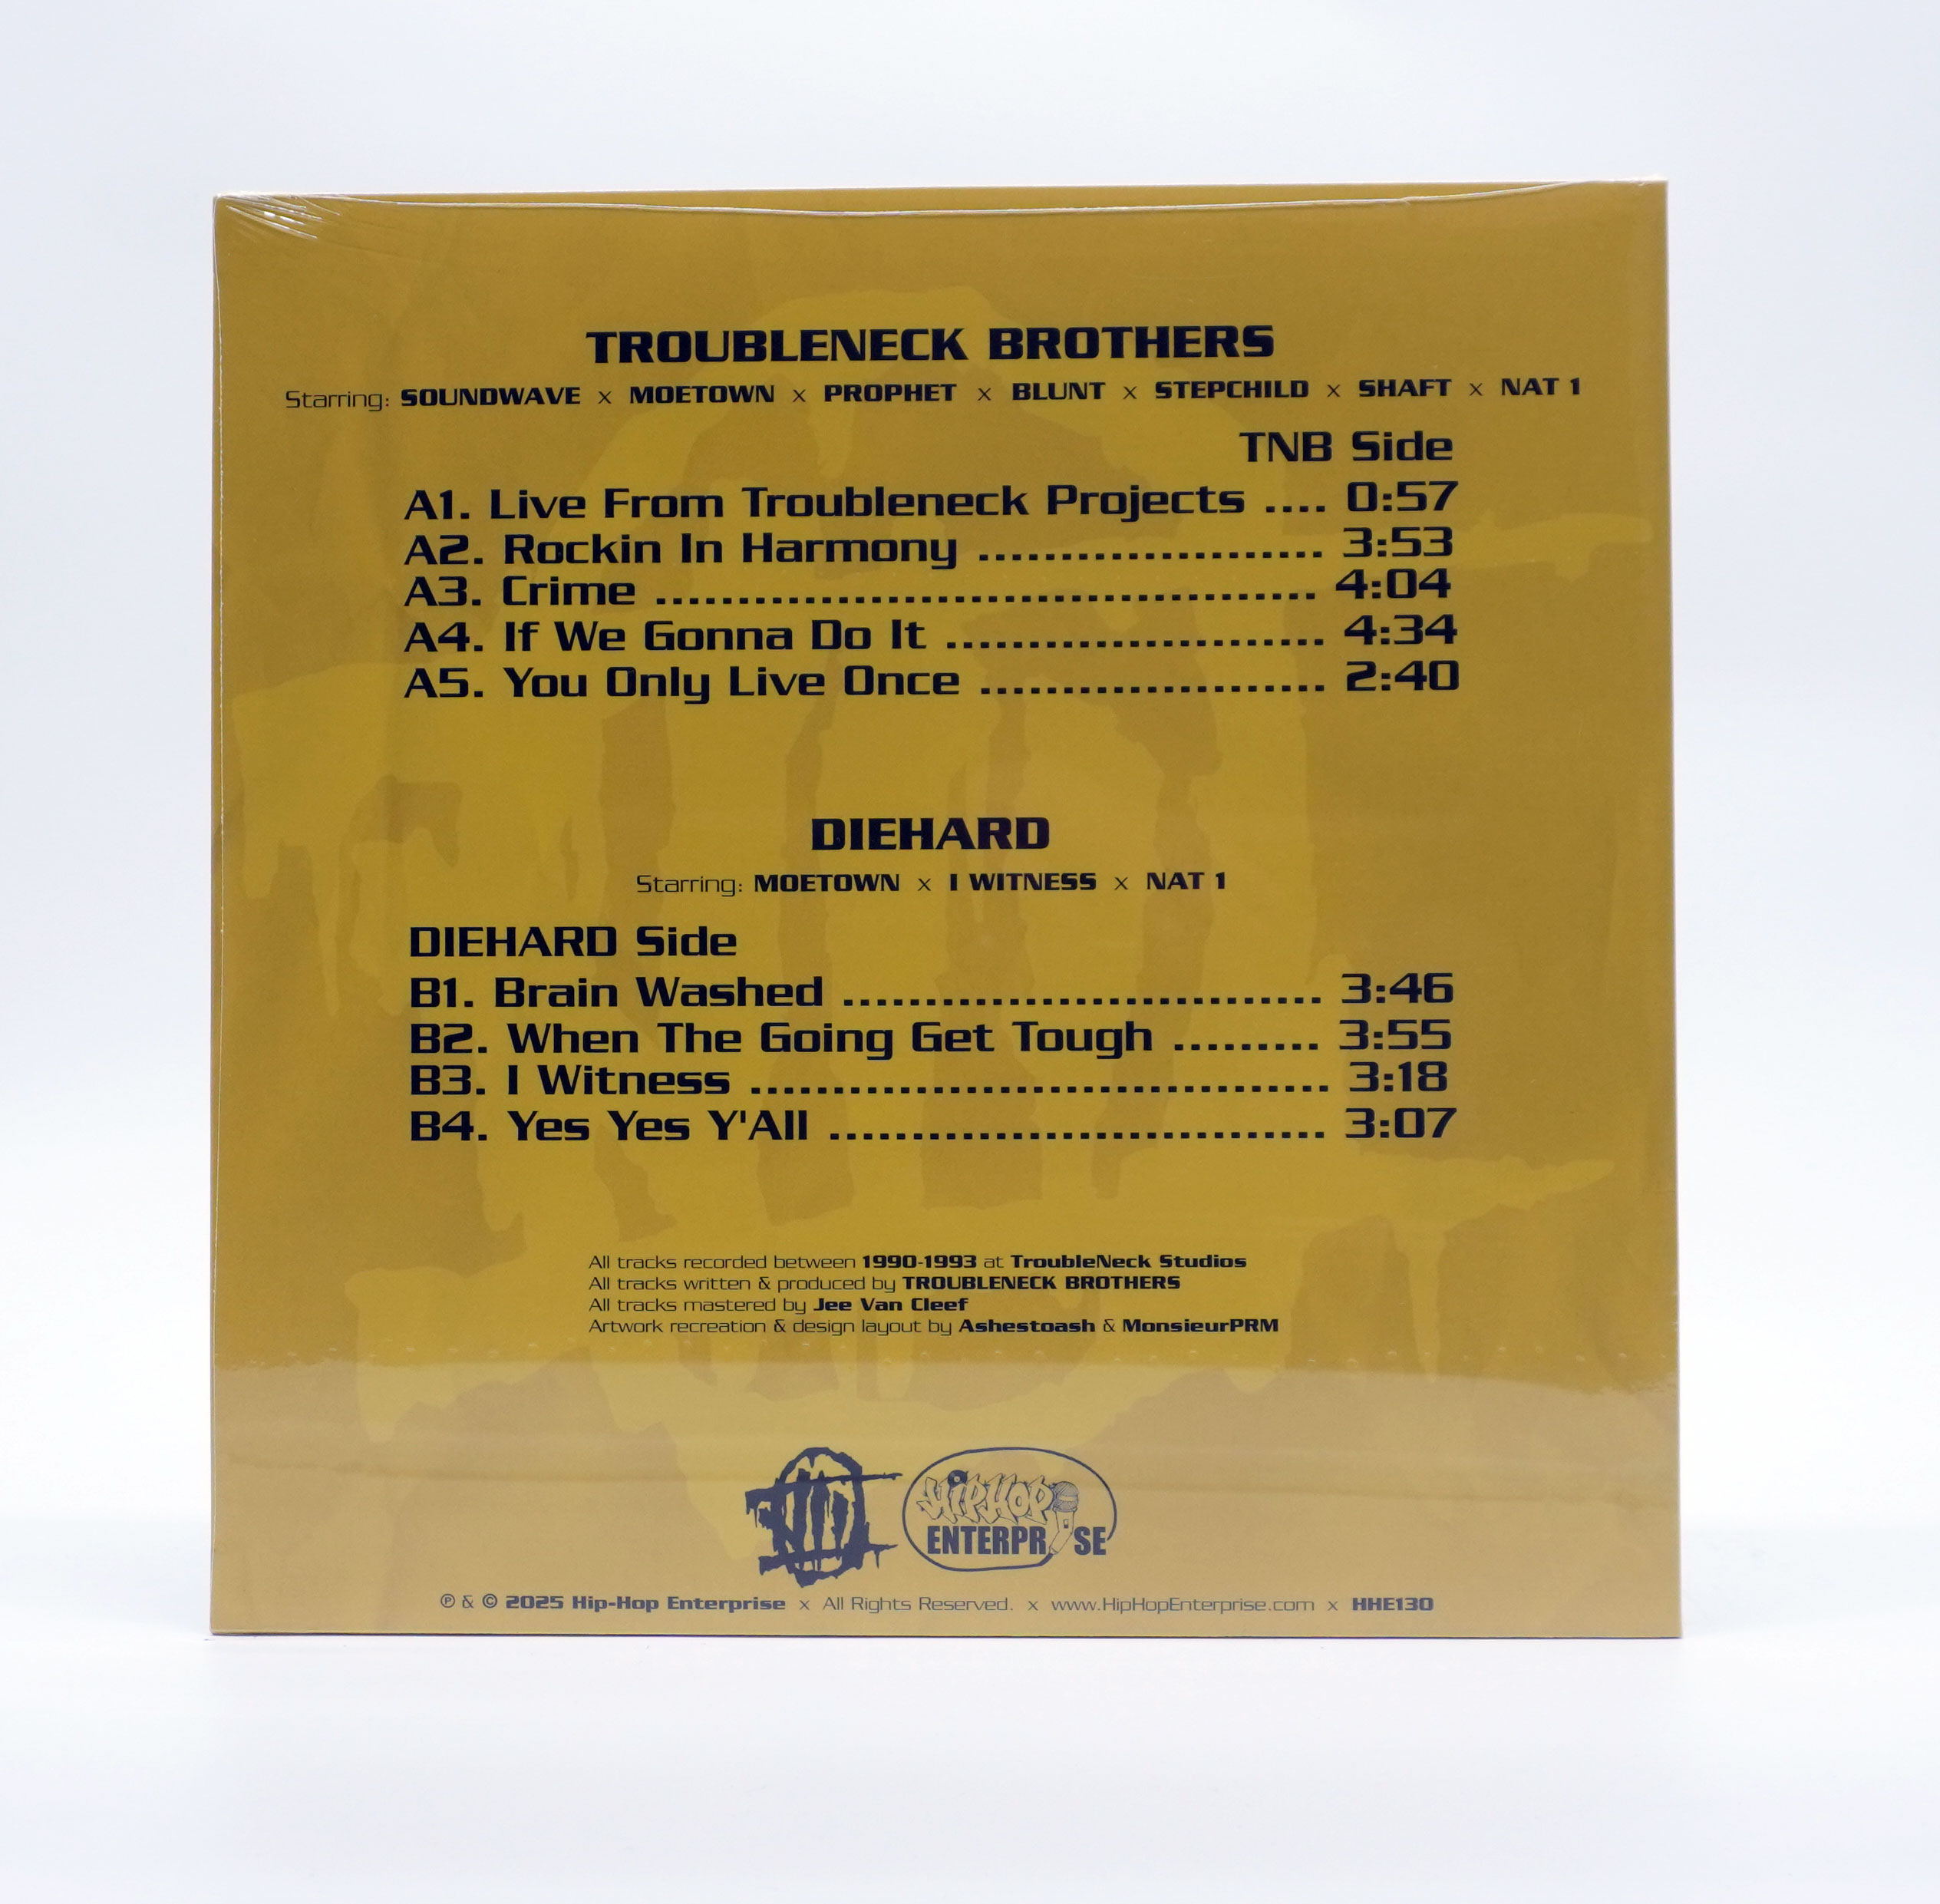 TROUBLENECK BROTHERS
Starring: SOUNDWAVE x MOETOWN x PROPHET x BLUNT x STEPCHILD x SHAFT x NAT 1
TNB Side
A1. Live From Troubleneck Projects .... 0:57
A2. Rockin In Harmony ..................... 3:53
A3. Crime ......................................... 4:04
A4. If We Gonna Do It ....................... 4:34
A5. You Only Live Once ..................... 2:40
DIEHARD
Starring: MOETOWN x I WITNESS x NAT 1
DIEHARD Side
B1. Brain Washed ............................. 3:46
B2. When The Going Get Tough ......... 3:55
B3. I Witness ................................... 3:18
B4. Yes Yes Y'All .............................. 3:07
All tracks recorded between 1990-1993 at TroubleNeck Studios
All tracks written & produced by TROUBLENECK BROTHERS
All tracks mastered by Jee Van Cleef
Artwork recreation & design layout by Ashestoash & MonsieurPRM
HIPHOP
ENTERPRISE
℗ & © 2025 Hip-Hop Enterprise x All Rights Reserved. x www.HipHopEnterprise.com x HHE130